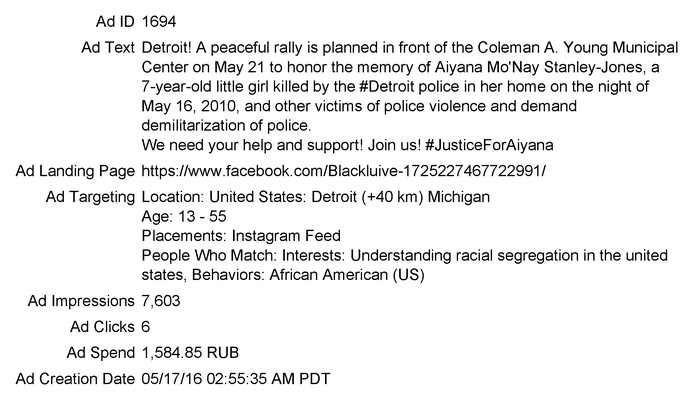 Ad ID 1694
Ad Text Detroit! A peaceful rally is planned in front of the Coleman A. Young Municipal
Center on May 21 to honor the memory of Aiyana Mo'Nay Stanley-Jones, a
7-year-old little girl killed by the #Detroit police in her home on the night of
May 16, 2010, and other victims of police violence and demand
demilitarization of police.
We need your help and support! Join us! #JusticeForAiyana
Ad Landing Page https://www.facebook.com/Blackluive-1725227467722991/
Ad Targeting Location: United States: Detroit (+40 km) Michigan
Age: 13 - 55
Placements: Instagram Feed
People Who Match: Interests: Understanding racial segregation in the united
states, Behaviors: African American (US)
Ad Impressions 7,603
Ad Clicks 6
Ad Spend 1,584.85 RUB
Ad Creation Date 05/17/16 02:55:35 AM PDT